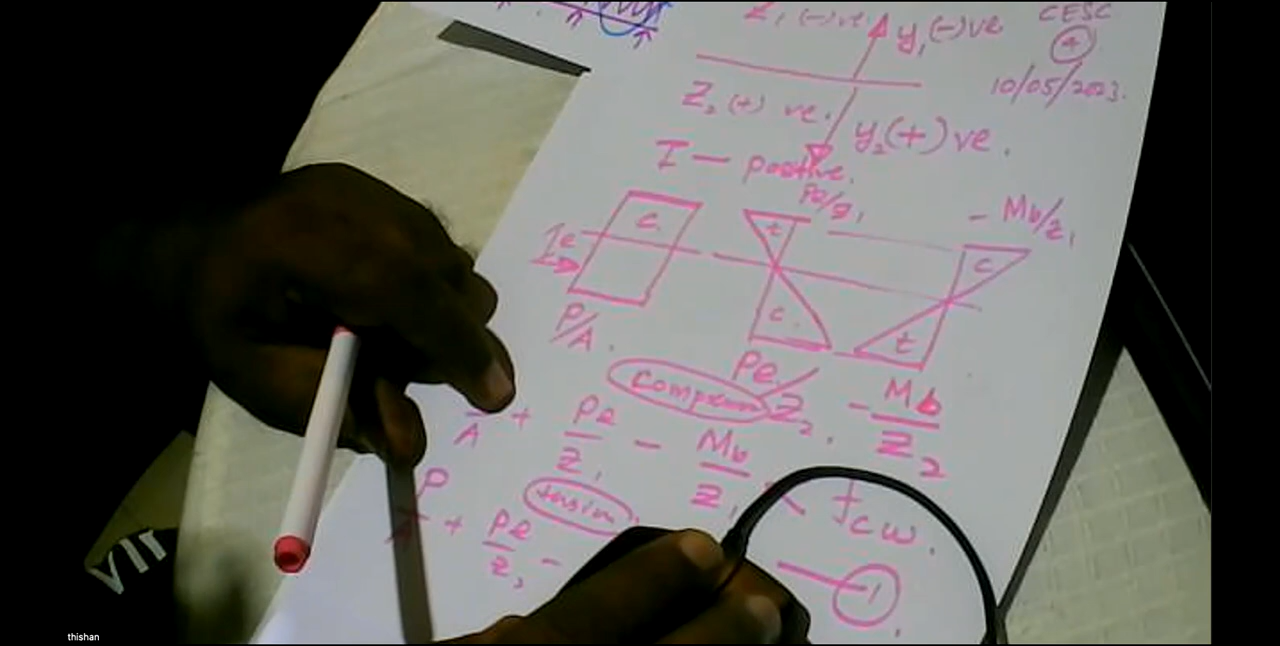 Z₁ (-) ve. y₁(-)ve
CESC
4
10/05/2023.
Z₂ (+) ve. y₂(+)ve.
I — positive.
Pe/z₁ - Mb/z₁
C. t c
e
c. t
P/A. Pe/Z₂. - Mb/Z₂
compression
A + Pe/Z₁ - Mb/Z₁ < fcw.
tension
P/A + Pe/Z₁ -
1
VIr
thishan